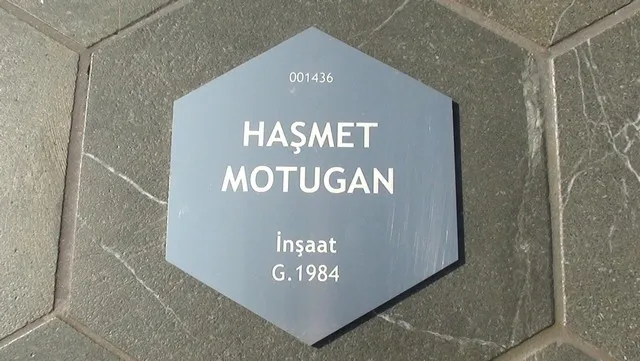 001436
HAŞMET
MOTUGAN
İnşaat
G.1984